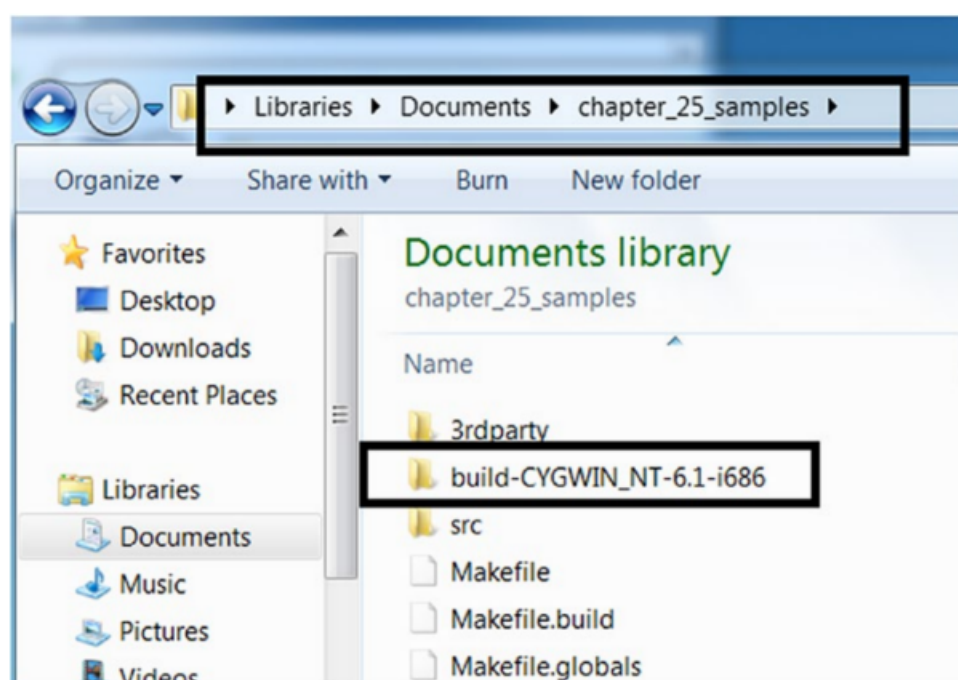 Libraries Documents chapter_25_samples
Organize Share with Burn New folder
Favorites
Desktop
Downloads
Recent Places
Libraries
Documents
Music
Pictures
Videos
Documents library
chapter_25_samples
Name
3rdparty
build-CYGWIN_NT-6.1-i686
src
Makefile
Makefile.build
Makefile.globals